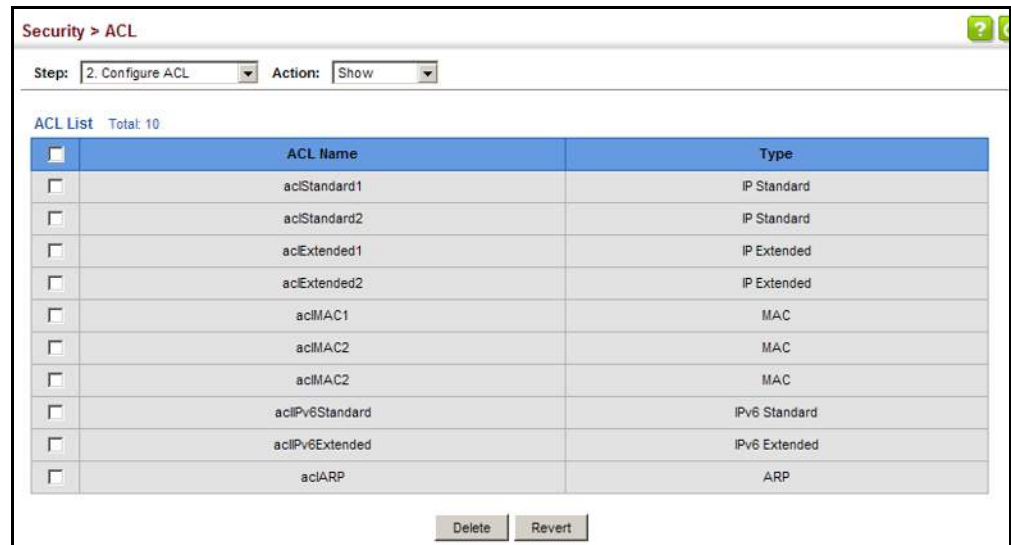 Security > ACL
?
Step: 2. Configure ACL Action: Show
ACL List Total: 10
ACL Name Type
aclStandard1 IP Standard
aclStandard2 IP Standard
aclExtended1 IP Extended
aclExtended2 IP Extended
aclMAC1 MAC
aclMAC2 MAC
aclMAC2 MAC
aclIPv6Standard IPv6 Standard
aclIPv6Extended IPv6 Extended
aclARP ARP
Delete Revert